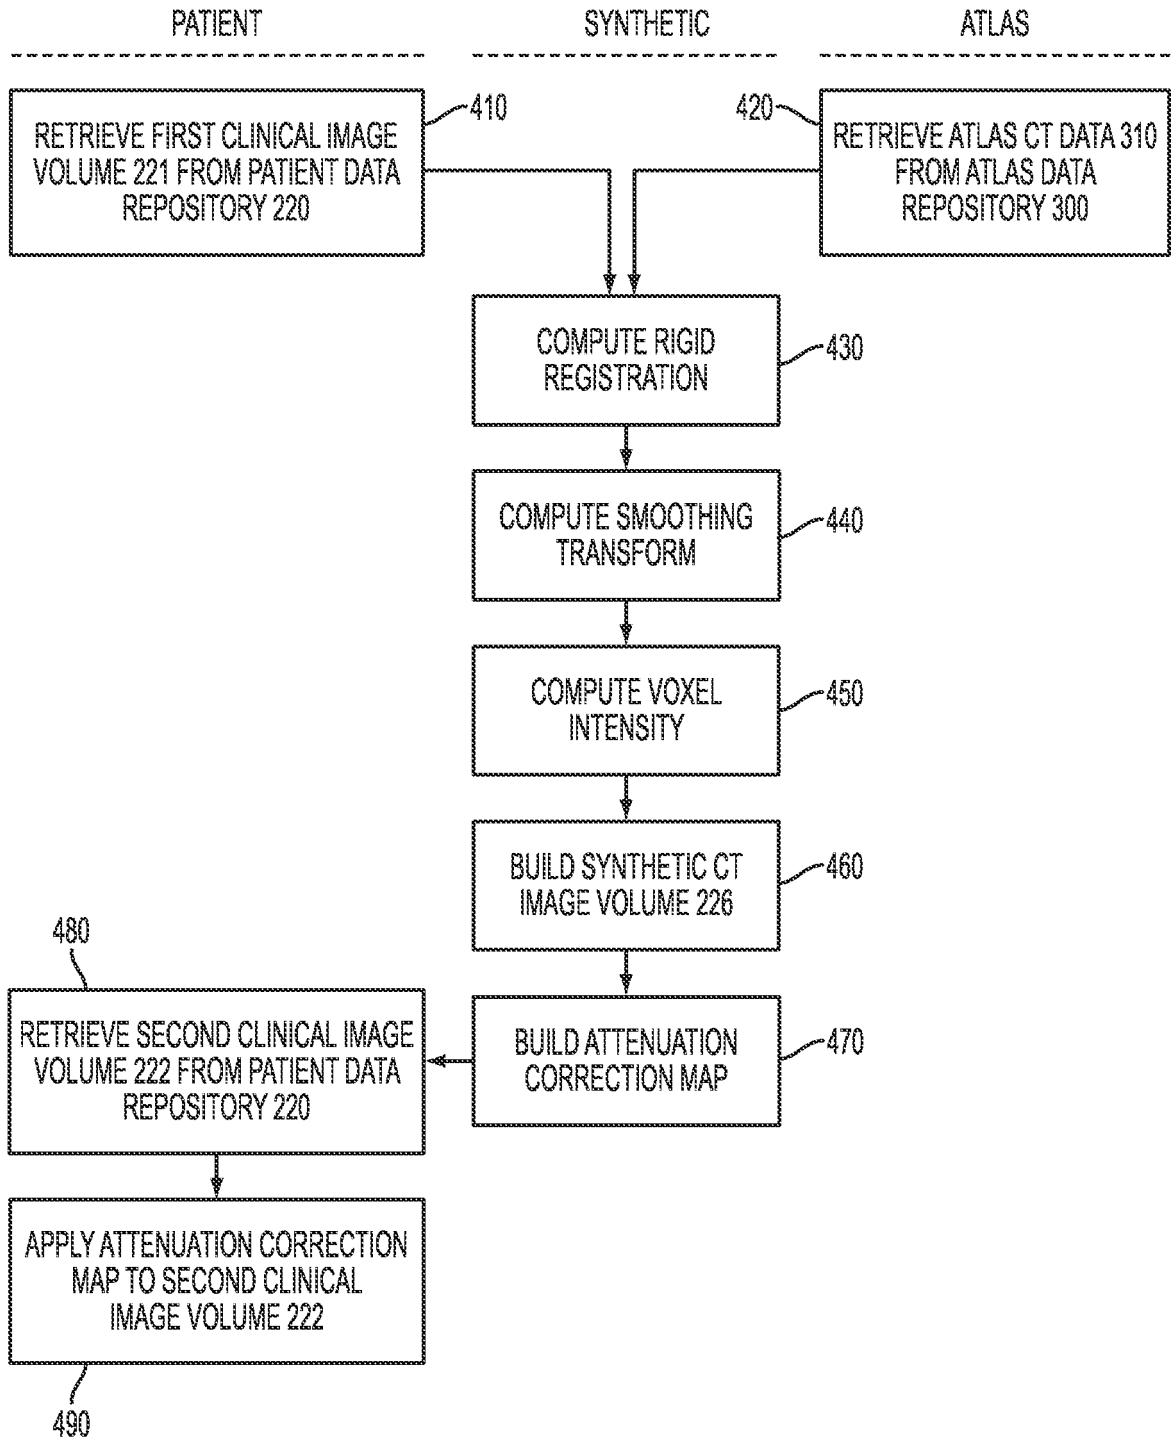 PATIENT
SYNTHETIC
ATLAS
410
RETRIEVE FIRST CLINICAL IMAGE
VOLUME 221 FROM PATIENT DATA
REPOSITORY 220
420
RETRIEVE ATLAS CT DATA 310
FROM ATLAS DATA
REPOSITORY 300
COMPUTE RIGID
REGISTRATION
430
COMPUTE SMOOTHING
TRANSFORM
440
COMPUTE VOXEL
INTENSITY
450
BUILD SYNTHETIC CT
IMAGE VOLUME 226
460
BUILD ATTENUATION
CORRECTION MAP
470
480
RETRIEVE SECOND CLINICAL IMAGE
VOLUME 222 FROM PATIENT DATA
REPOSITORY 220
APPLY ATTENUATION CORRECTION
MAP TO SECOND CLINICAL
IMAGE VOLUME 222
490